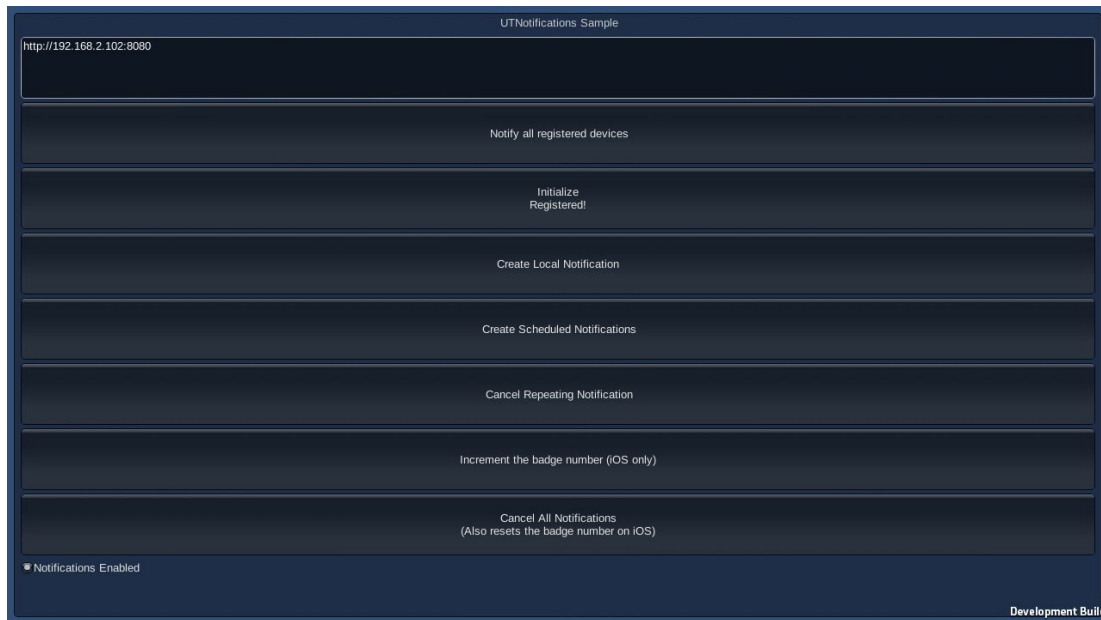 UTNotifications Sample
http://192.168.2.102:8080
Notify all registered devices
Initialize
Registered!
Create Local Notification
Create Scheduled Notifications
Cancel Repeating Notification
Increment the badge number (iOS only)
Cancel All Notifications
(Also resets the badge number on iOS)
Notifications Enabled
Development Buil